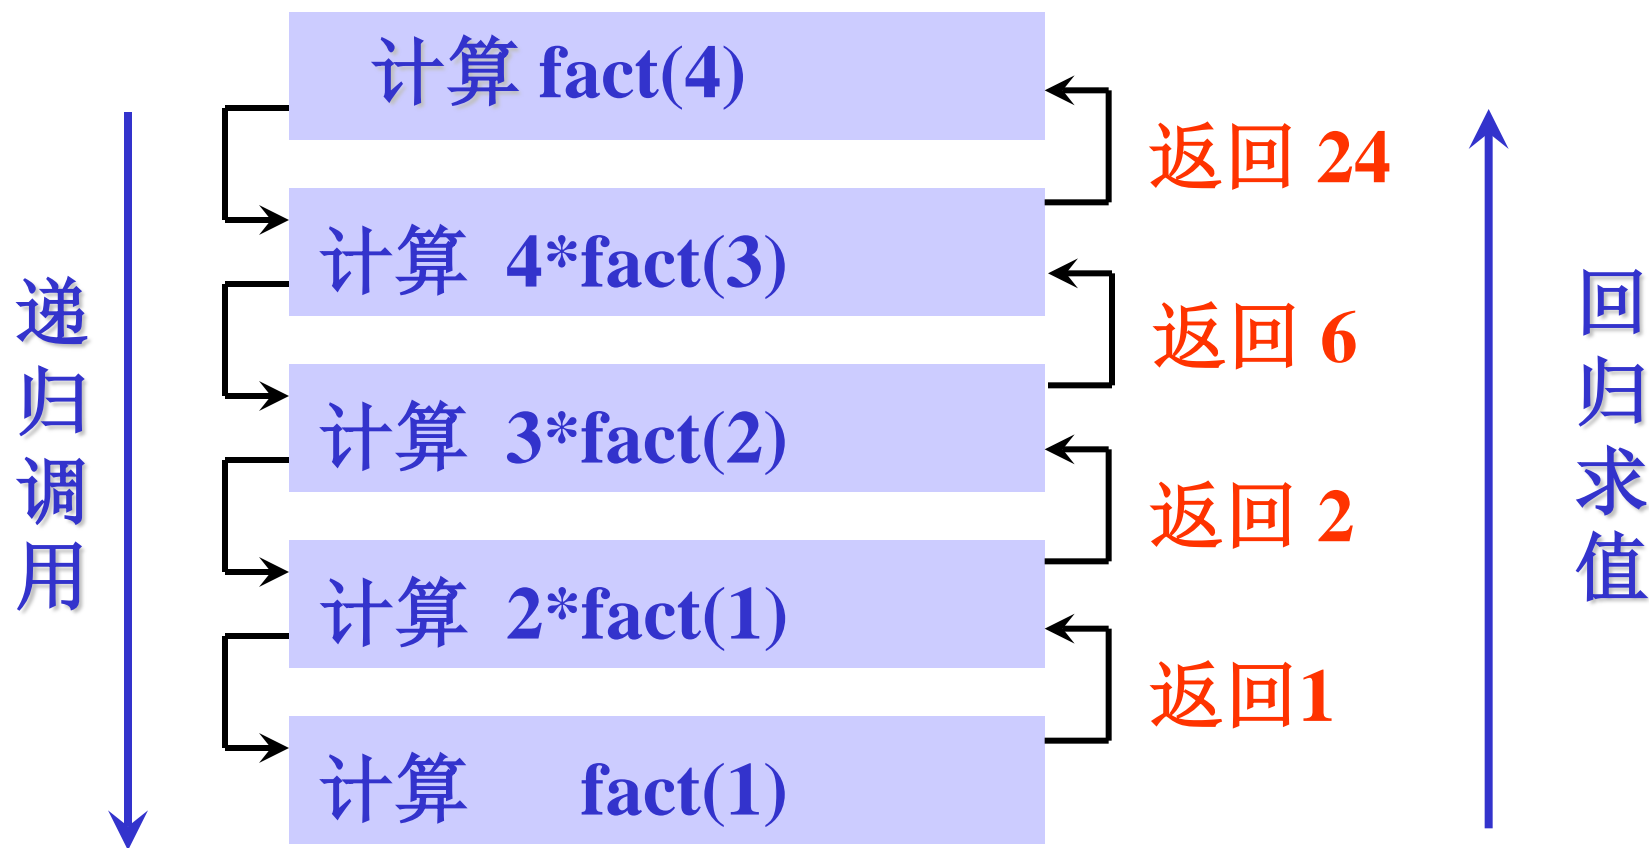 计算 fact(4)
返回 24
计算 4*fact(3)
返回 6
计算 3*fact(2)
返回 2
计算 2*fact(1)
返回1
计算 fact(1)
递归调用
回归求值